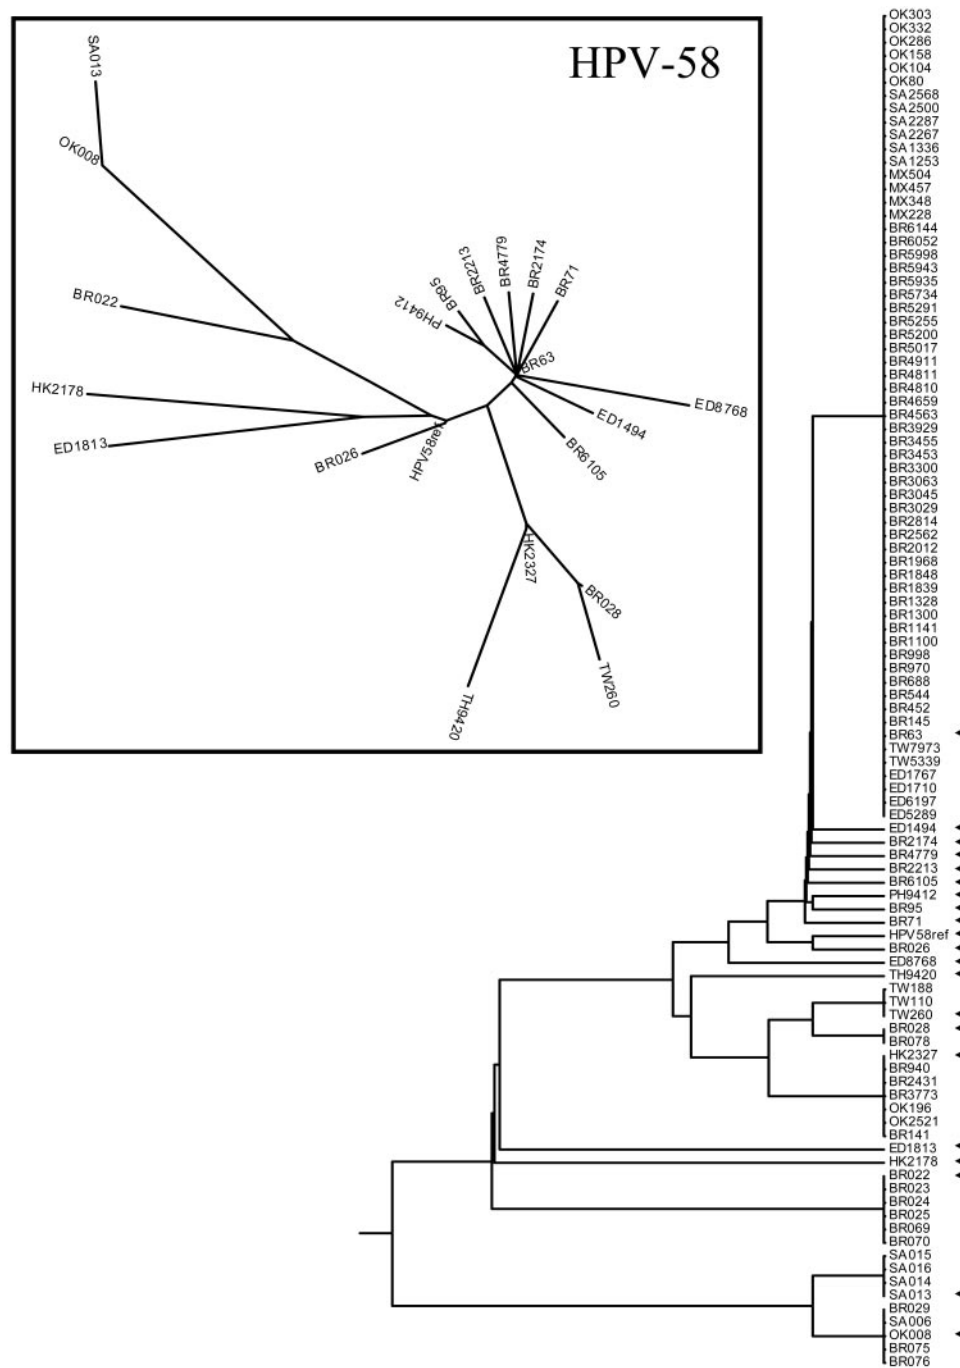 HPV-58
SA013
OK008
BR022
HK2178
ED1813
BR026
HPV58ref
PH9412
BR95
BR2213
BR4779
BR2174
BR71
BR63
ED8768
ED1494
BR6105
HK2327
BR028
TW260
TH9420
OK303
OK332
OK286
OK158
OK104
OK80
SA2568
SA2500
SA2287
SA2267
SA1336
SA1253
MX504
MX457
MX348
MX228
BR6144
BR6052
BR5998
BR5943
BR5935
BR5734
BR5291
BR5255
BR5200
BR5017
BR4911
BR4811
BR4810
BR4659
BR4563
BR3929
BR3455
BR3453
BR3300
BR3063
BR3045
BR3029
BR2814
BR2562
BR2012
BR1968
BR1848
BR1839
BR1328
BR1300
BR1141
BR1100
BR998
BR970
BR688
BR544
BR452
BR145
BR63
TW7973
TW5339
ED1767
ED1710
ED6197
ED5289
ED1494
BR2174
BR4779
BR2213
BR6105
PH9412
BR95
BR71
HPV58ref
BR026
ED8768
TH9420
TW188
TW110
TW260
BR028
BR078
HK2327
BR940
BR2431
BR3773
OK196
OK2521
BR141
ED1813
HK2178
BR022
BR023
BR024
BR025
BR069
BR070
SA015
SA016
SA014
SA013
BR029
SA006
OK008
BR075
BR076